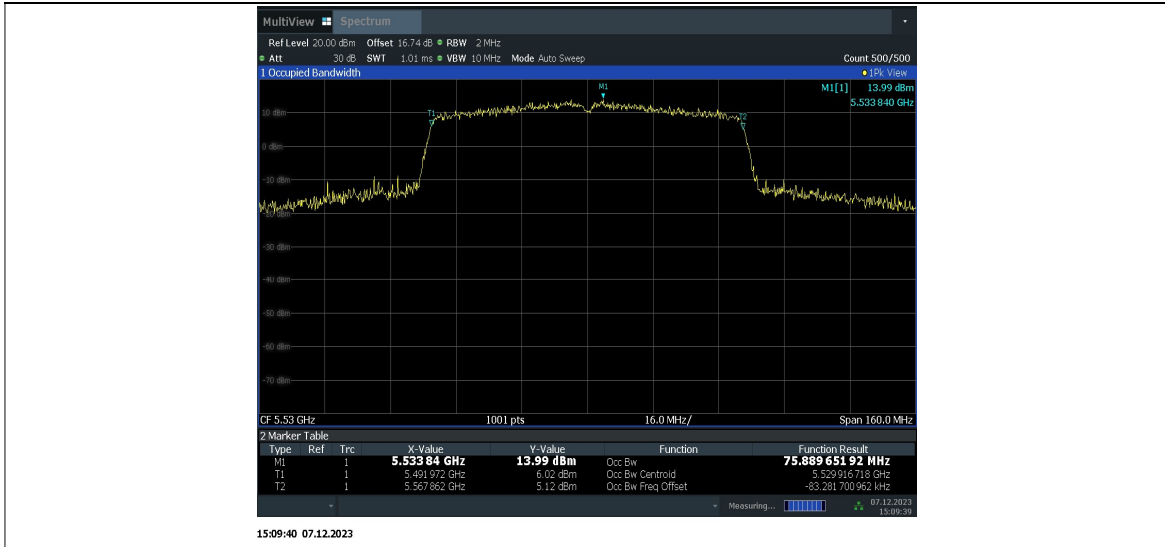 MultiView Spectrum
Ref Level 20.00 dBm Offset 16.74 dB RBW 2 MHz
Att 30 dB SWT 1.01 ms VBW 10 MHz Mode Auto Sweep Count 500/500
1 Occupied Bandwidth 1Pk View
M1[1] 13.99 dBm
5.533 840 GHz
M1
10 dBm
T1
T2
0 dBm
-10 dBm
-20 dBm
-30 dBm
-40 dBm
-50 dBm
-60 dBm
-70 dBm
CF 5.53 GHz 1001 pts 16.0 MHz/ Span 160.0 MHz
2 Marker Table
Type Ref Trc X-Value Y-Value Function Function Result
M1 1 5.533 84 GHz 13.99 dBm Occ Bw 75.889 651 92 MHz
T1 1 5.491 972 GHz 6.02 dBm Occ Bw Centroid 5.529 916 718 GHz
T2 1 5.567 862 GHz 5.12 dBm Occ Bw Freq Offset -83.281 700 962 kHz
Measuring... 07.12.2023
15:09:39
15:09:40 07.12.2023